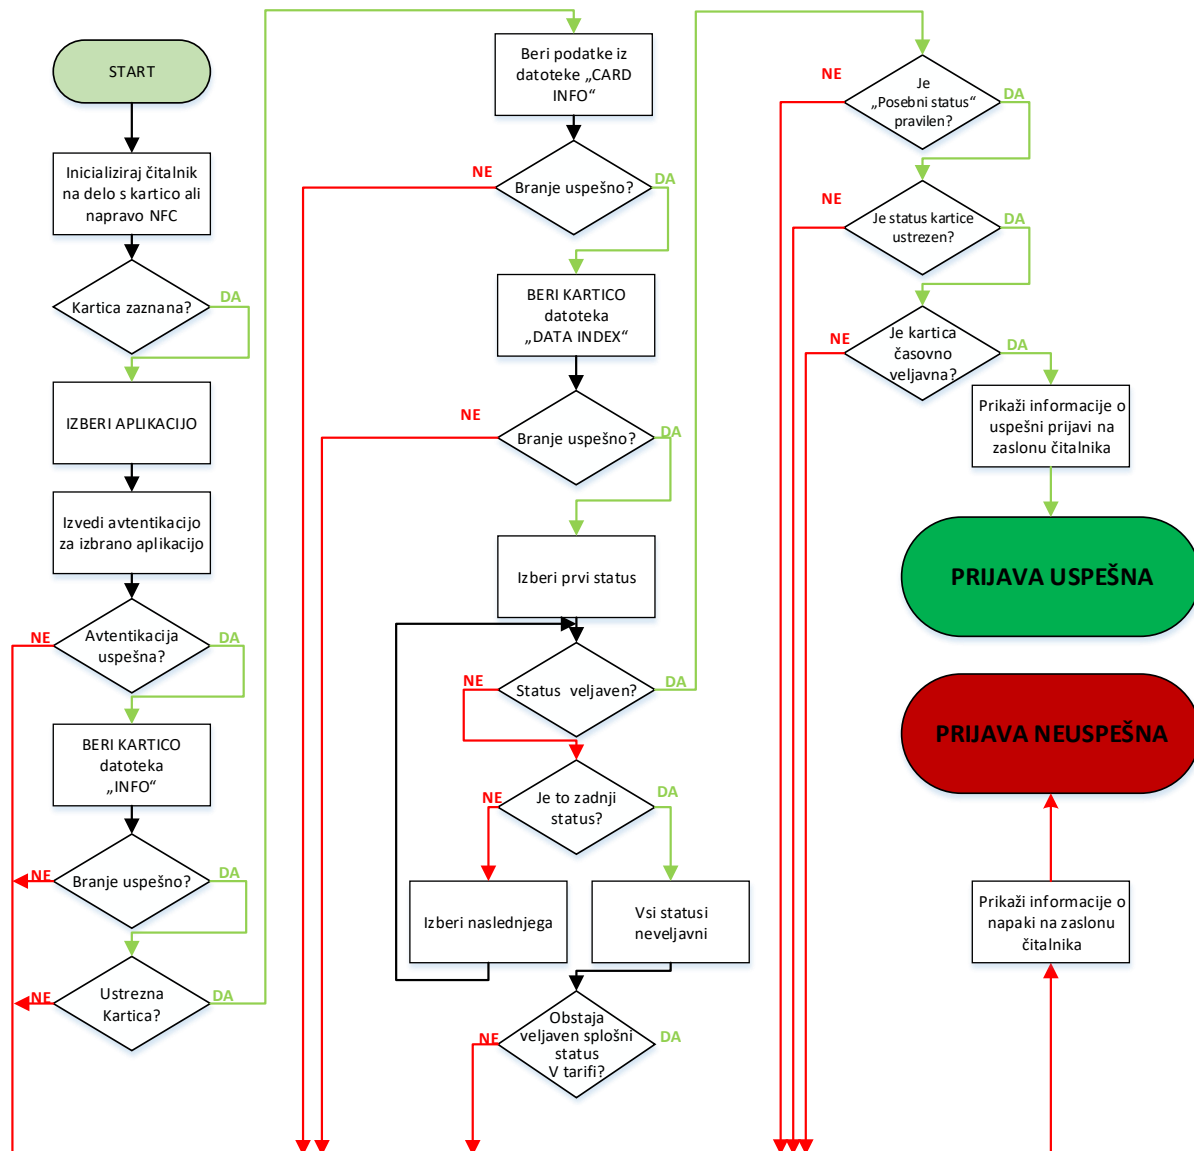 START
Inicializiraj čitalnik
na delo s kartico ali
napravo NFC
Kartica zaznana?
DA
IZBERI APLIKACIJO
Izvedi avtentikacijo
za izbrano aplikacijo
NE
Avtentikacija
uspešna?
DA
BERI KARTICO
datoteka
„INFO“
NE
Branje uspešno?
DA
NE
Ustrezna
Kartica?
DA
Beri podatke iz
datoteke „CARD
INFO“
NE
Branje uspešno?
DA
BERI KARTICO
datoteka
„DATA INDEX“
NE
Branje uspešno?
DA
Izberi prvi status
NE
Status veljaven?
DA
NE
Je to zadnji
status?
DA
Izberi naslednjega
Vsi statusi
neveljavni
NE
Obstaja
veljaven splošni
status
V tarifi?
DA
NE
Je
„Posebni status“
pravilen?
DA
NE
Je status kartice
ustrezen?
DA
NE
Je kartica
časovno
veljavna?
DA
Prikaži informacije o
uspešni prijavi na
zaslonu čitalnika
PRIJAVA USPEŠNA
PRIJAVA NEUSPEŠNA
Prikaži informacije o
napaki na zaslonu
čitalnika